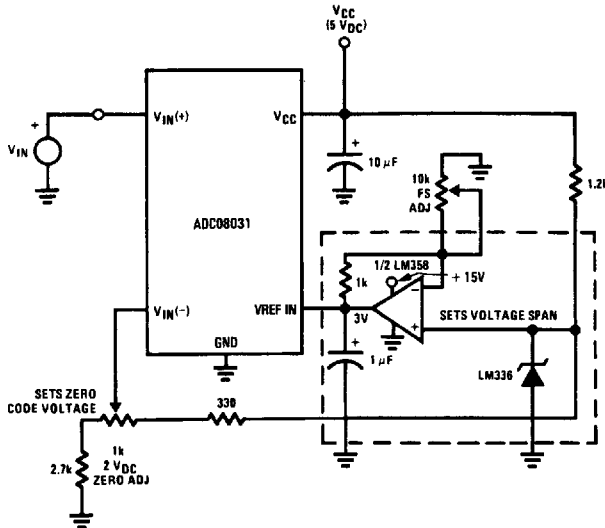 VCC
(5 VDC)
VIN(+)
VCC
+
VIN
+
10 µF
10k
FS
ADJ
1.2k
ADC08031
1/2 LM358
+ 15V
1k
VIN(-)
VREF IN
3V
−
+
SETS VOLTAGE SPAN
GND
+
1 µF
LM336
SETS ZERO
CODE VOLTAGE
330
1k
2 VDC
ZERO ADJ
2.7k